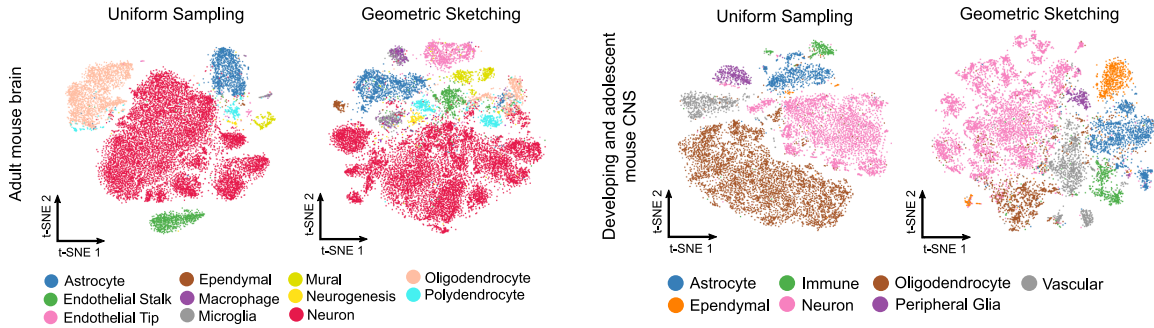 Uniform Sampling
Geometric Sketching
Adult mouse brain
t-SNE 2
t-SNE 1
t-SNE 2
t-SNE 1
Astrocyte
Endothelial Stalk
Endothelial Tip
Ependymal
Macrophage
Microglia
Mural
Neurogenesis
Neuron
Oligodendrocyte
Polydendrocyte
Uniform Sampling
Geometric Sketching
Developing and adolescent
mouse CNS
t-SNE 2
t-SNE 1
t-SNE 2
t-SNE 1
Astrocyte
Ependymal
Immune
Neuron
Oligodendrocyte
Peripheral Glia
Vascular